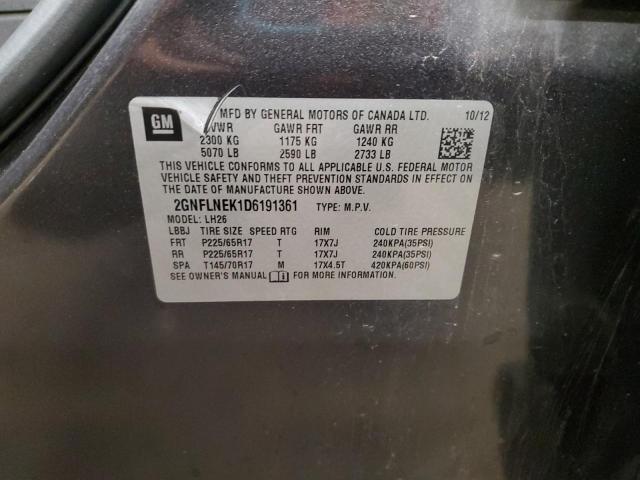 GM MFD BY GENERAL MOTORS OF CANADA LTD. 10/12
GVWR GAWR FRT GAWR RR
2300 KG 1175 KG 1240 KG
5070 LB 2590 LB 2733 LB
THIS VEHICLE CONFORMS TO ALL APPLICABLE U.S. FEDERAL MOTOR
VEHICLE SAFETY AND THEFT PREVENTION STANDARDS IN EFFECT ON
THE DATE OF MANUFACTURE SHOWN ABOVE.
2GNFLNEK1D6191361 TYPE: M.P.V.
MODEL: LH26
LBBJ TIRE SIZE SPEED RTG RIM COLD TIRE PRESSURE
FRT P225/65R17 T 17X7J 240KPA(35PSI)
RR P225/65R17 T 17X7J 240KPA(35PSI)
SPA T145/70R17 M 17X4.5T 420KPA(60PSI)
SEE OWNER'S MANUAL FOR MORE INFORMATION.